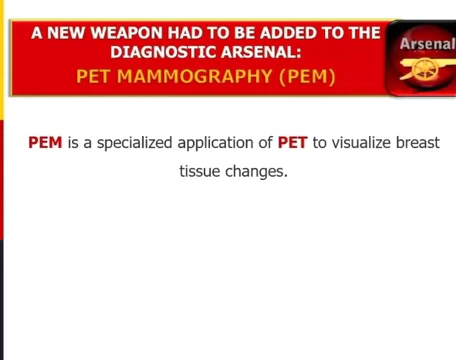 A NEW WEAPON HAD TO BE ADDED TO THE
DIAGNOSTIC ARSENAL:
PET MAMMOGRAPHY (PEM)
Arsenal
PEM is a specialized application of PET to visualize breast
tissue changes.